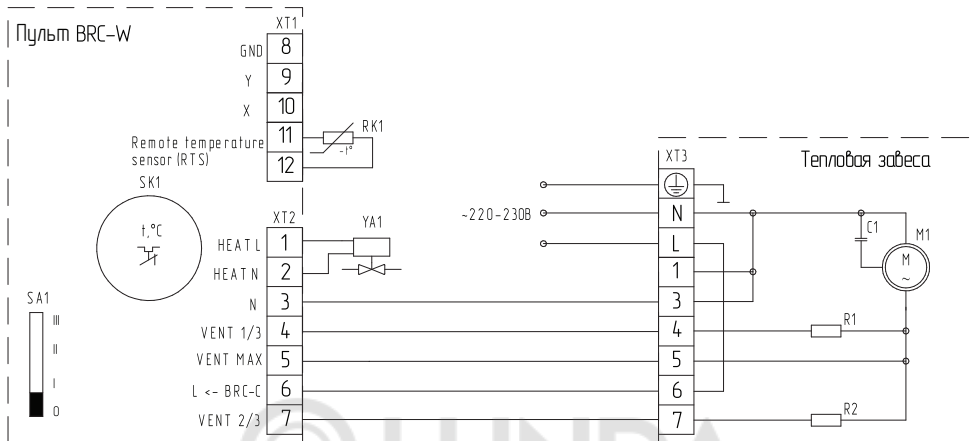 Пульт BRC-W
XT1
GND 8
Y 9
X 10
Remote temperature 11
sensor (RTS) 12
RK1
-t°
SK1
t,°C
XT2
HEAT L 1
HEAT N 2
N 3
VENT 1/3 4
VENT MAX 5
L <- BRC-C 6
VENT 2/3 7
YA1
SA1
III
II
I
0
~220-230В
XT3
Тепловая завеса
N
L
1
3
4
5
6
7
C1
M1
M
~
R1
R2
LUNDA